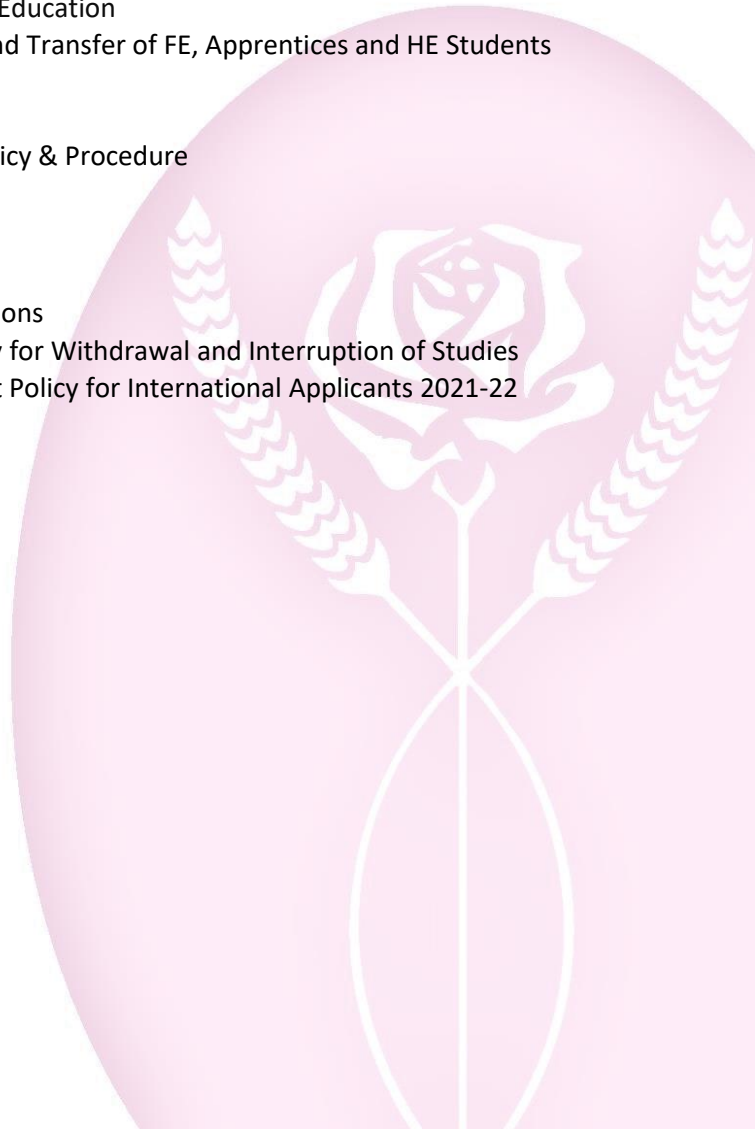 Education
nd Transfer of FE, Apprentices and HE Students
icy & Procedure
ons
y for Withdrawal and Interruption of Studies
t Policy for International Applicants 2021-22